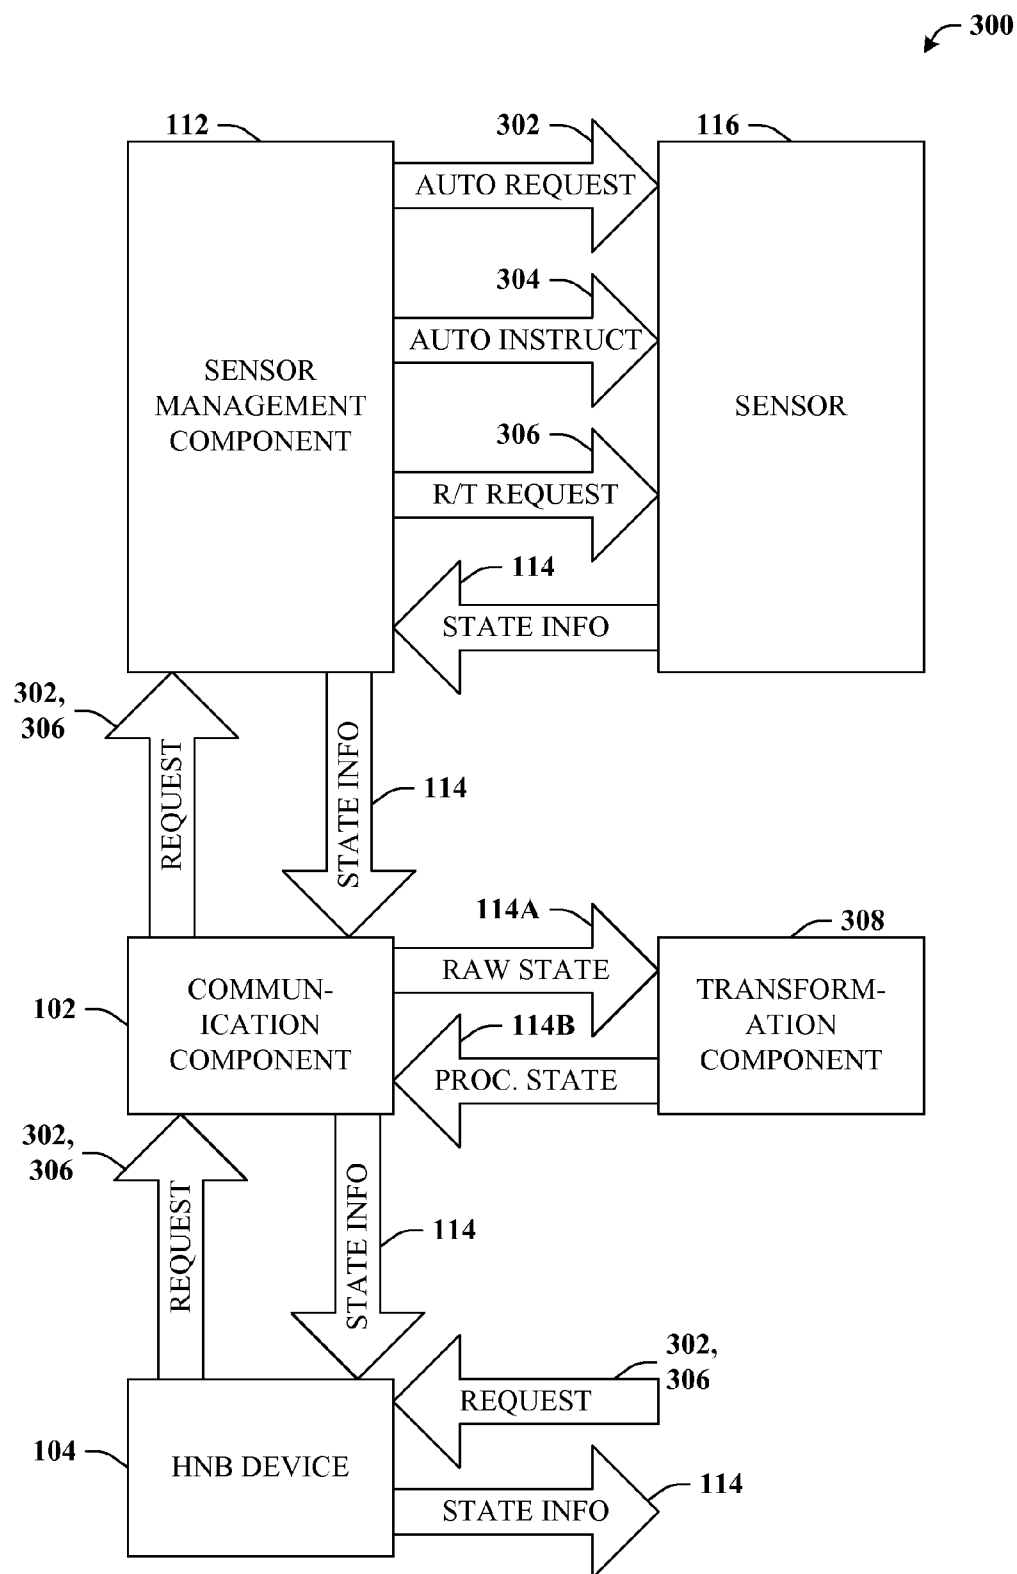 300
112
302
116
AUTO REQUEST
304
AUTO INSTRUCT
SENSOR
MANAGEMENT
COMPONENT
SENSOR
306
R/T REQUEST
114
STATE INFO
302,
306
REQUEST
STATE INFO
114
114A
308
RAW STATE
102
COMMUN-
ICATION
COMPONENT
TRANSFORM-
ATION
COMPONENT
114B
PROC. STATE
302,
306
REQUEST
STATE INFO
114
302,
306
REQUEST
104
HNB DEVICE
STATE INFO
114